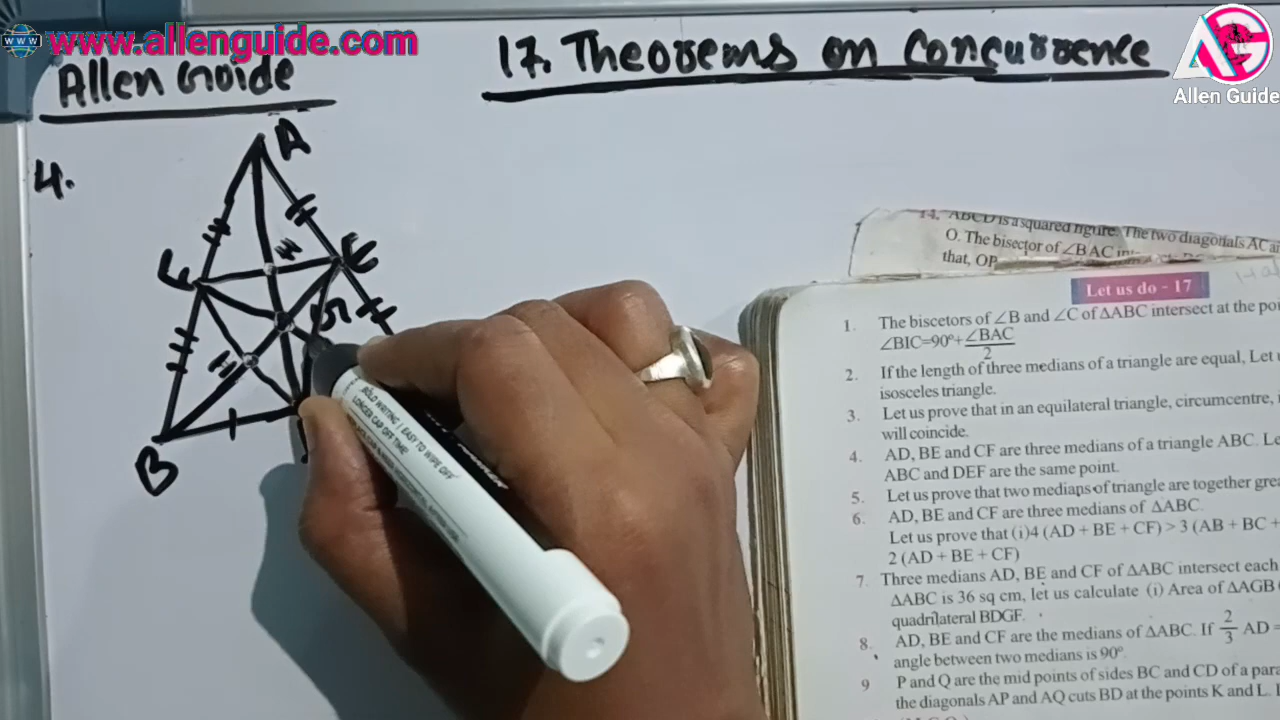 www.allenguide.com
Allen Guide
17. Theorems on Concurrence
AG
Allen Guide
4.
A
F
E
G
B
14. ABCD is a squared figure. The two diagonals AC
O. The bisector of ∠BAC
that, OP
Let us do - 17
1. The biscetors of ∠B and ∠C of ΔABC intersect at the
∠BIC=90°+ ∠BAC/2
2. If the length of three medians of a triangle are equal, Let
isosceles triangle.
3. Let us prove that in an equilateral triangle, circumcentre,
will coincide.
4. AD, BE and CF are three medians of a triangle ABC.
ABC and DEF are the same point.
5. Let us prove that two medians of triangle are together
6. AD, BE and CF are three medians of ΔABC.
Let us prove that (i)4 (AD + BE + CF) > 3 (AB + BC +
2 (AD + BE + CF)
7. Three medians AD, BE and CF of ΔABC intersect each
ΔABC is 36 sq cm, let us calculate (i) Area of ΔAGB
quadrilateral BDGF.
8. AD, BE and CF are the medians of ΔABC. If 2/3 AD =
angle between two medians is 90°.
9 P and Q are the mid points of sides BC and CD of a
the diagonals AP and AQ cuts BD at the points K and L.